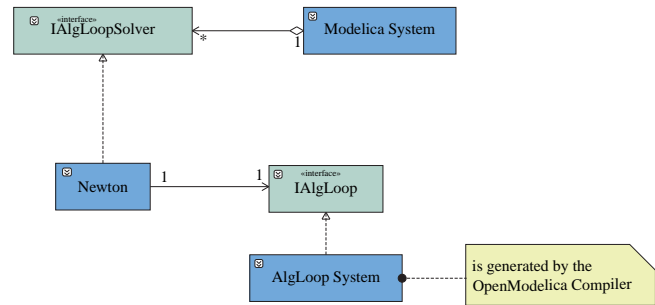 «interface»
IAlgLoopSolver
Modelica System
*
1
Newton
1
1
«interface»
IAlgLoop
AlgLoop System
is generated by the
OpenModelica Compiler